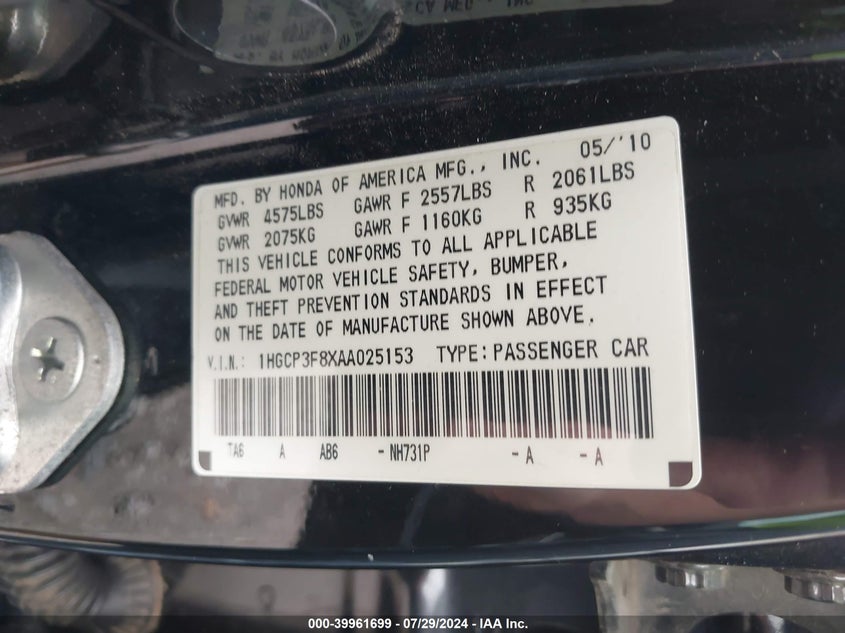 MFD. BY HONDA OF AMERICA MFG., INC. 05/'10
GVWR 4575LBS GAWR F 2557LBS R 2061LBS
GVWR 2075KG GAWR F 1160KG R 935KG
THIS VEHICLE CONFORMS TO ALL APPLICABLE
FEDERAL MOTOR VEHICLE SAFETY, BUMPER,
AND THEFT PREVENTION STANDARDS IN EFFECT
ON THE DATE OF MANUFACTURE SHOWN ABOVE.
V.I.N.: 1HGCP3F8XAA025153 TYPE: PASSENGER CAR
TA6 A AB6 -NH731P -A -A
000-39961699 / 07/29/2024 - IAA Inc.